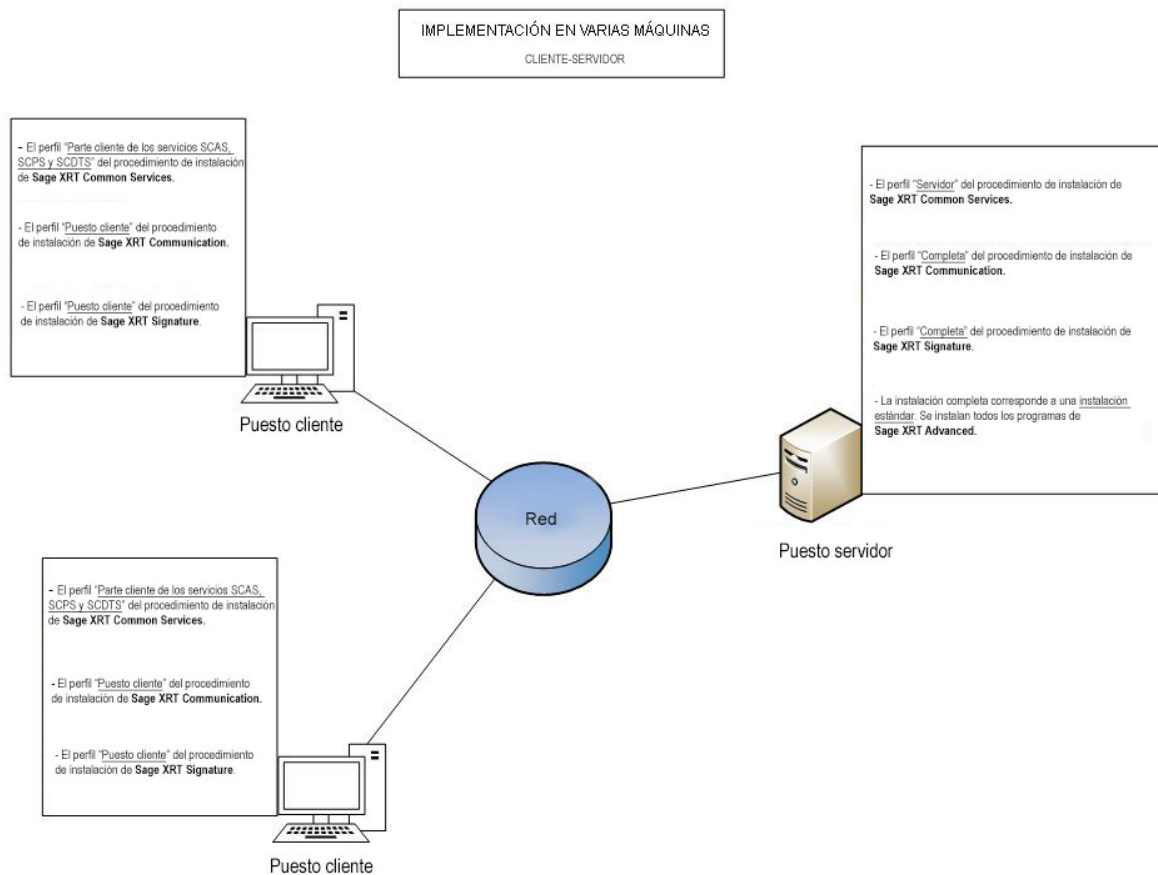 IMPLEMENTACIÓN EN VARIAS MÁQUINAS
CLIENTE-SERVIDOR
- El perfil "Parte cliente de los servicios SCAS,
SCPS y SCDTS" del procedimiento de instalación
de Sage XRT Common Services.
- El perfil "Puesto cliente" del procedimiento
de instalación de Sage XRT Communication.
- El perfil "Puesto cliente" del procedimiento
de instalación de Sage XRT Signature.
Puesto cliente
- El perfil "Servidor" del procedimiento de instalación de
Sage XRT Common Services.
- El perfil "Completa" del procedimiento de instalación de
Sage XRT Communication.
- El perfil "Completa" del procedimiento de instalación de
Sage XRT Signature.
- La instalación completa corresponde a una instalación
estándar. Se instalan todos los programas de
Sage XRT Advanced.
Puesto servidor
Red
- El perfil "Parte cliente de los servicios SCAS,
SCPS y SCDTS" del procedimiento de instalación
de Sage XRT Common Services.
- El perfil "Puesto cliente" del procedimiento
de instalación de Sage XRT Communication.
- El perfil "Puesto cliente" del procedimiento
de instalación de Sage XRT Signature.
Puesto cliente